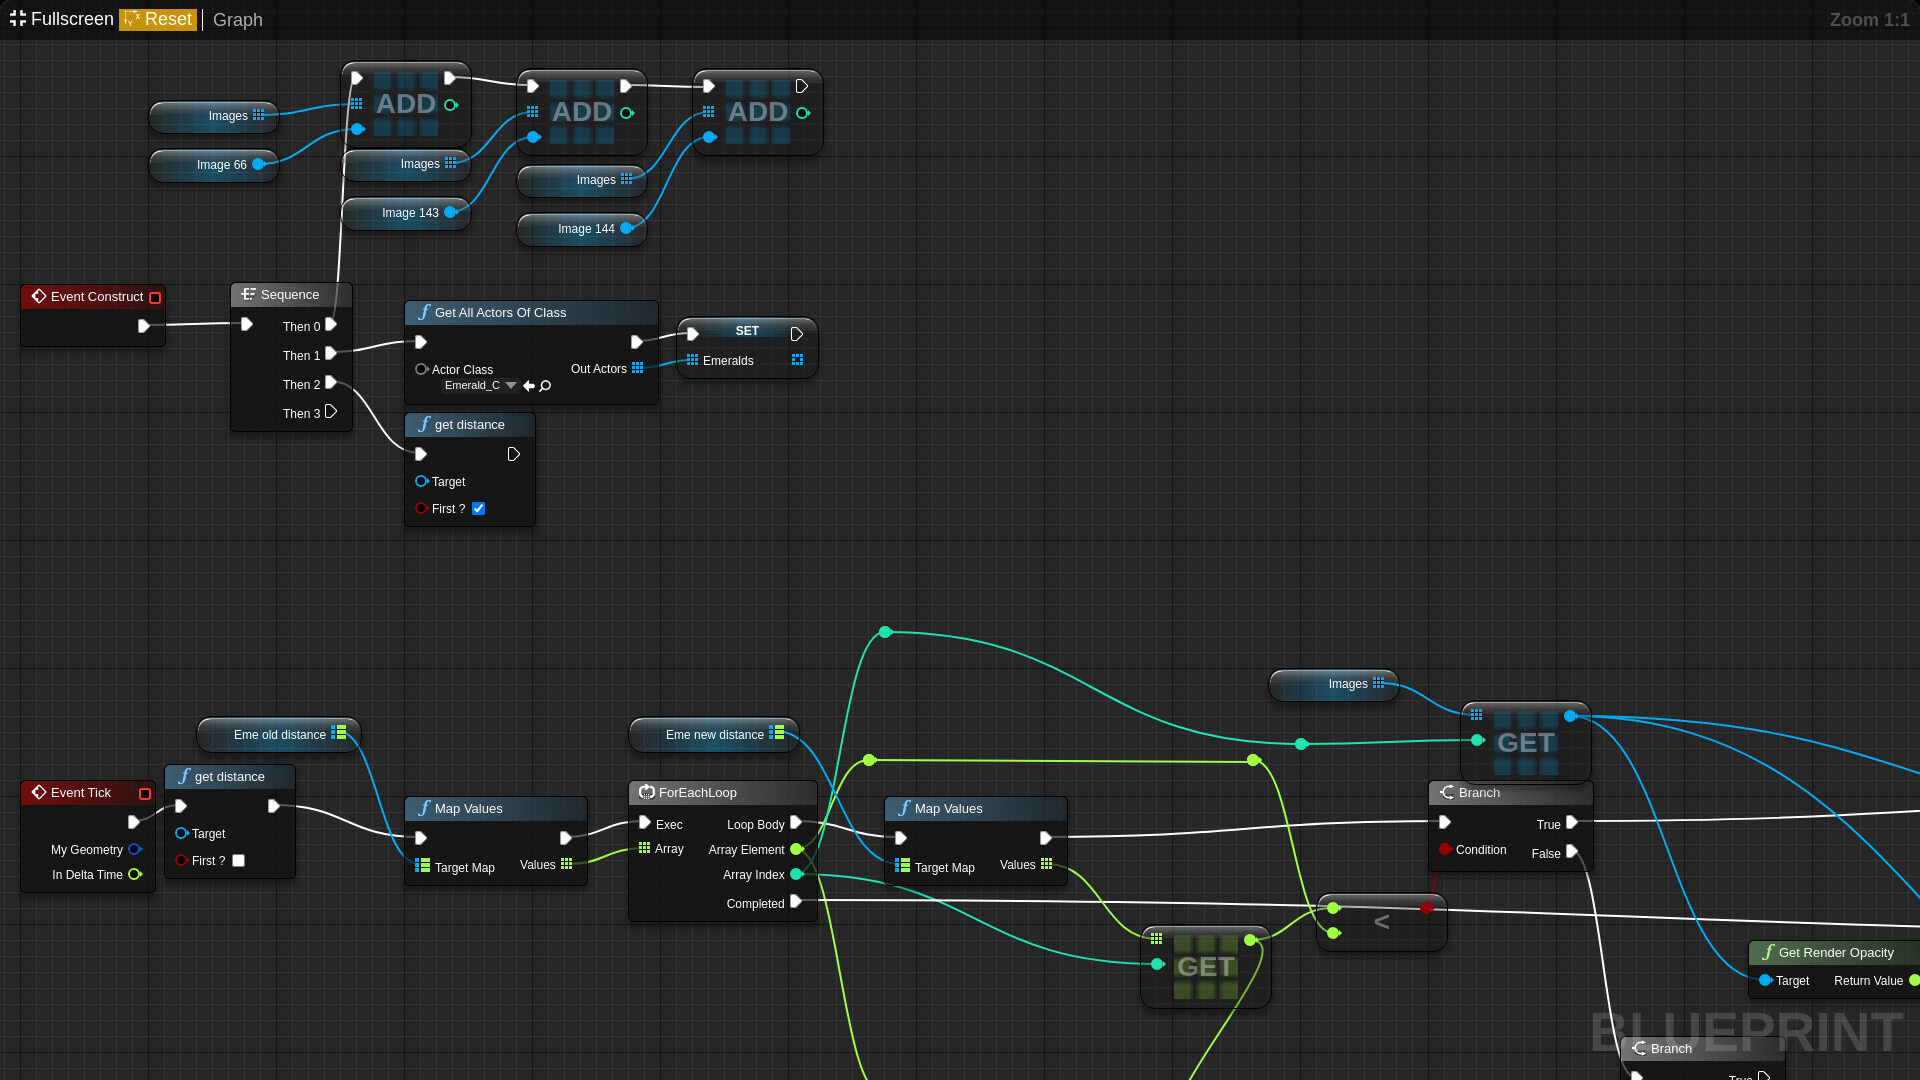 Fullscreen Reset Graph
Zoom 1:1
Images
Image 66
ADD
Images
Image 143
ADD
Images
Image 144
ADD
Event Construct
Sequence
Then 0
Then 1
Then 2
Then 3
Get All Actors Of Class
Actor Class
Emerald_C
Out Actors
SET
Emeralds
get distance
Target
First ?
Images
GET
Eme old distance
Eme new distance
Event Tick
My Geometry
In Delta Time
get distance
Target
First ?
Map Values
Target Map Values
ForEachLoop
Exec Loop Body
Array Array Element
Array Index
Completed
Map Values
Target Map Values
GET
<
Branch
True
Condition
False
Get Render Opacity
Target Return Value
BLUEPRINT
Branch
True